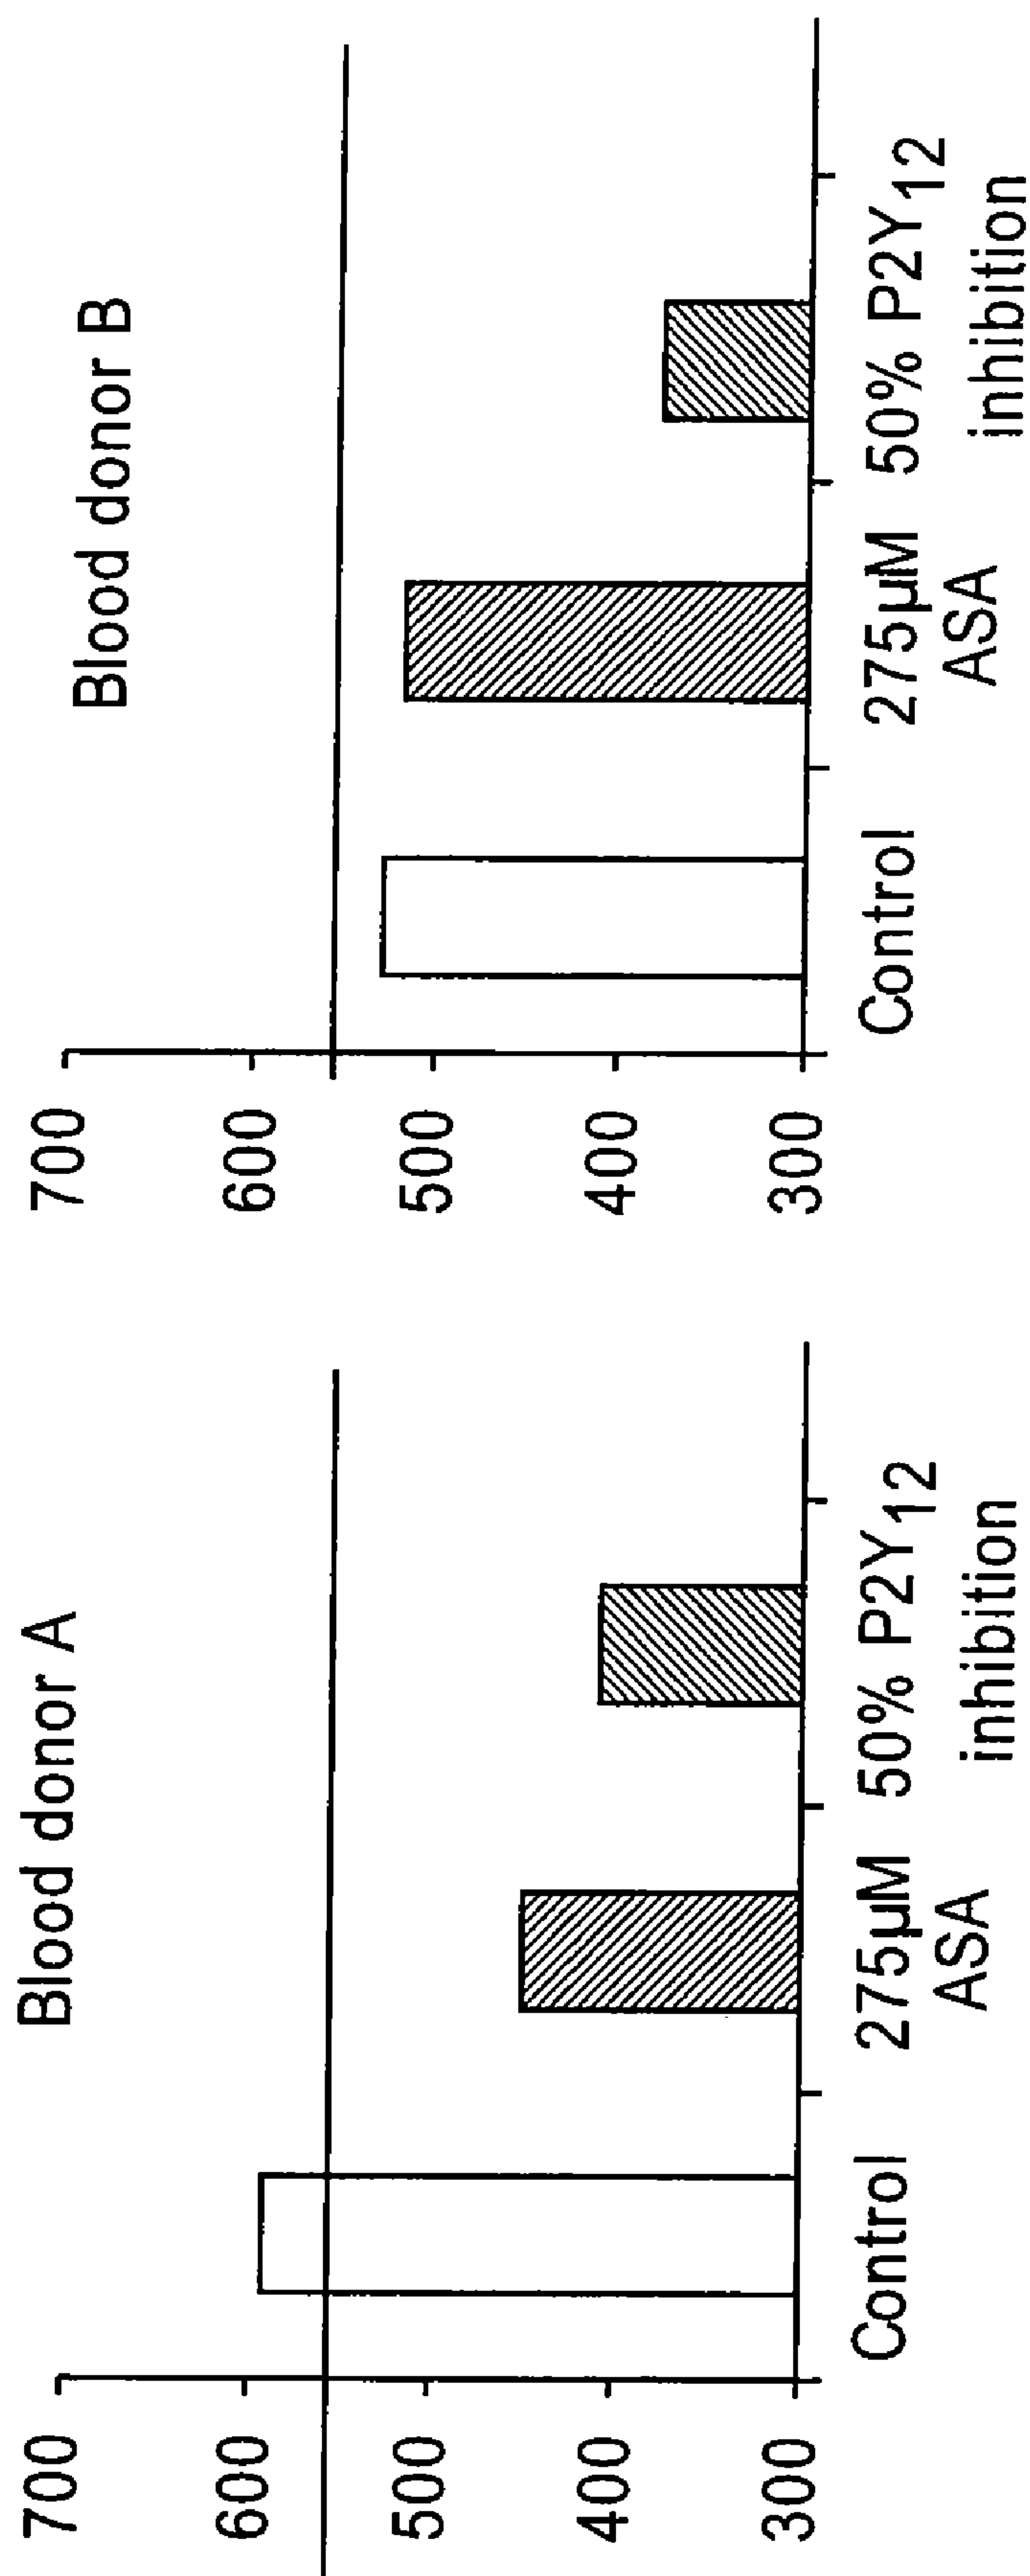 Blood donor A
700
600
500
400
300
Control
275µM
ASA
50% P2Y12
inhibition
Blood donor B
700
600
500
400
300
Control
275µM
ASA
50% P2Y12
inhibition